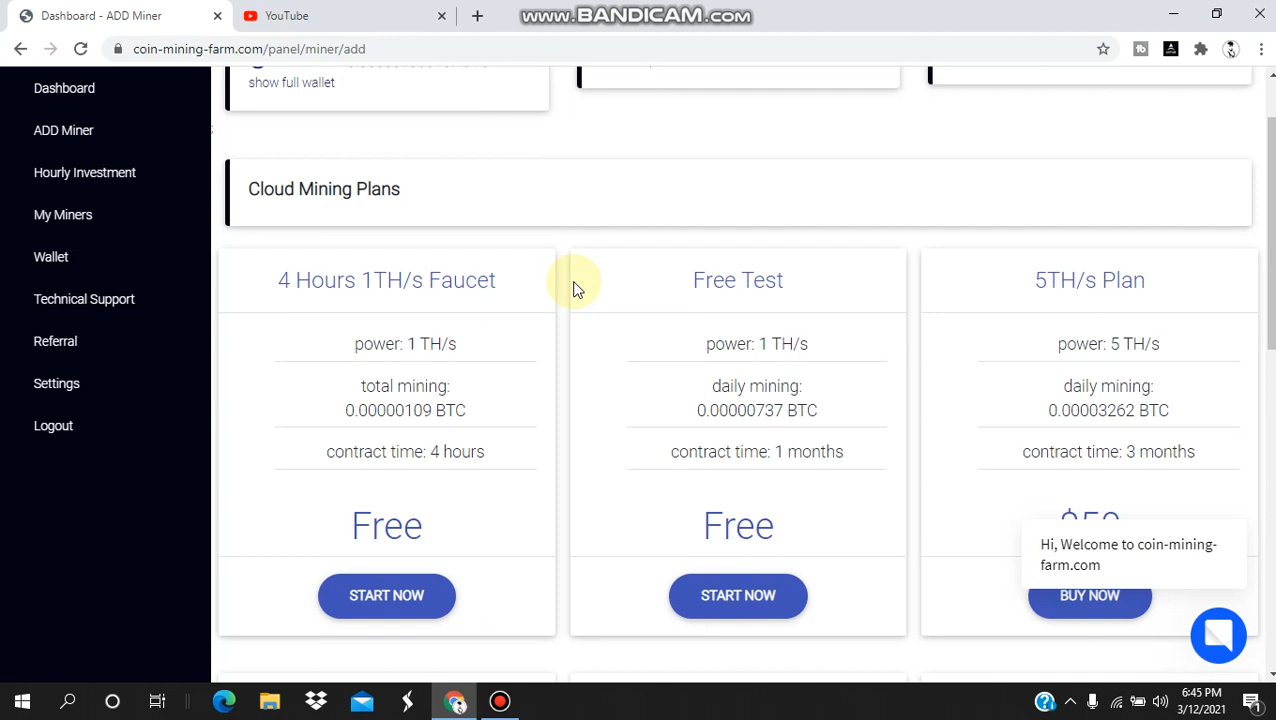 Dashboard - ADD Miner
YouTube
www.BANDICAM.com
coin-mining-farm.com/panel/miner/add
Dashboard
ADD Miner
Hourly Investment
My Miners
Wallet
Technical Support
Referral
Settings
Logout
show full wallet
Cloud Mining Plans
4 Hours 1TH/s Faucet
power: 1 TH/s
total mining:
0.00000109 BTC
contract time: 4 hours
Free
START NOW
Free Test
power: 1 TH/s
daily mining:
0.00000737 BTC
contract time: 1 months
Free
START NOW
5TH/s Plan
power: 5 TH/s
daily mining:
0.00003262 BTC
contract time: 3 months
Hi, Welcome to coin-mining-
farm.com
BUY NOW
6:45 PM
3/12/2021